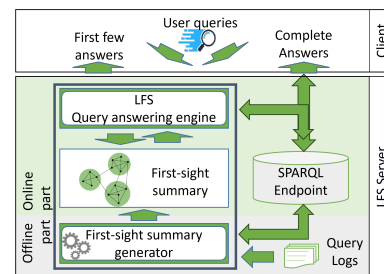 User queries
First few
answers
Complete
Answers
Client
LFS
Query answering engine
First-sight
summary
SPARQL
Endpoint
LFS Server
Online
part
Offline
part
First-sight summary
generator
Query
Logs